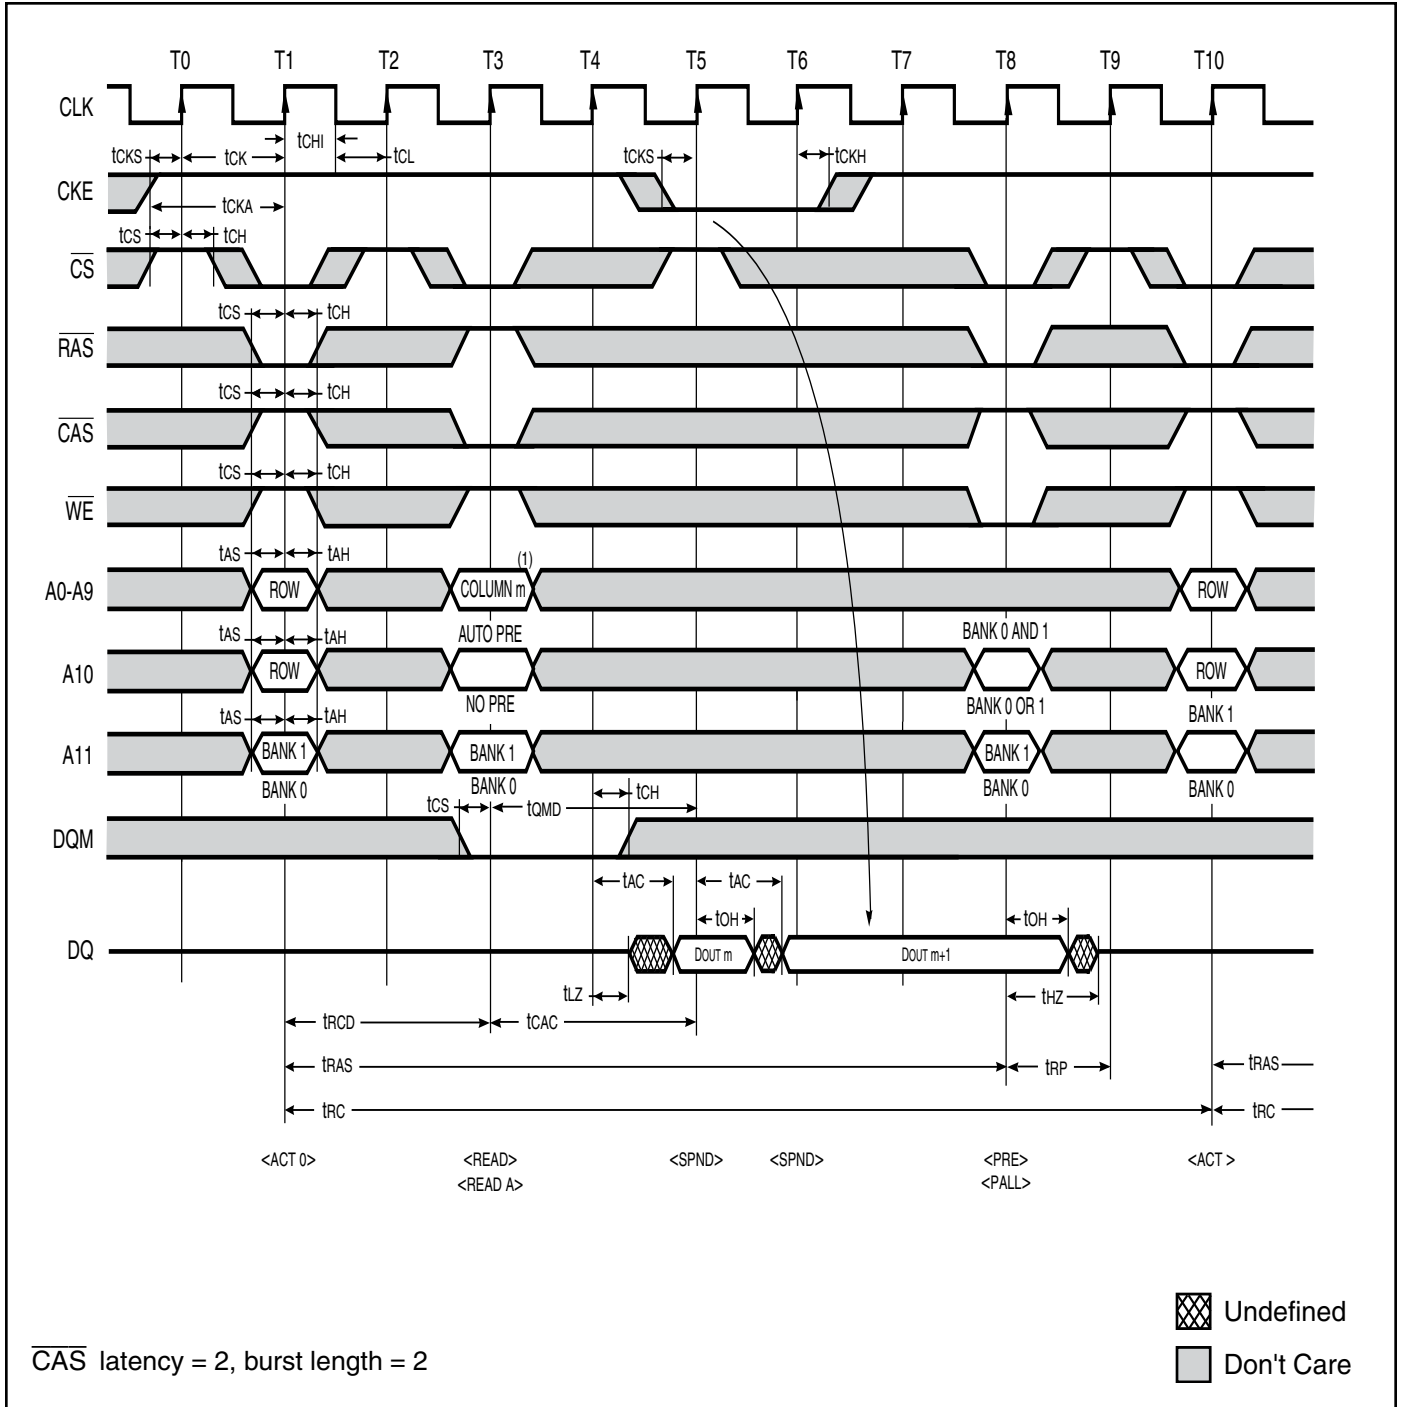 T0 T1 T2 T3 T4 T5 T6 T7 T8 T9 T10
CLK
tCHI
tCKS tCK tCL tCKS tCKH
CKE
tCKA
tCS tCH
CS
tCS tCH
RAS
tCS tCH
CAS
tCS tCH
WE
tAS tAH (1)
A0-A9 ROW COLUMN m ROW
tAS tAH AUTO PRE BANK 0 AND 1
A10 ROW ROW
NO PRE BANK 0 OR 1
tAS tAH BANK 1
A11 BANK 1 BANK 1 BANK 1
BANK 0 BANK 0 BANK 0 BANK 0
tCS tQMD tCH
DQM
tAC tAC
tOH tOH
DQ DOUT m DOUT m+1
tLZ tHZ
tRCD tCAC
tRAS tRP tRAS
tRC tRC
<ACT 0> <READ> <SPND> <SPND> <PRE> <ACT >
<READ A> <PALL>
Undefined
CAS latency = 2, burst length = 2
Don't Care